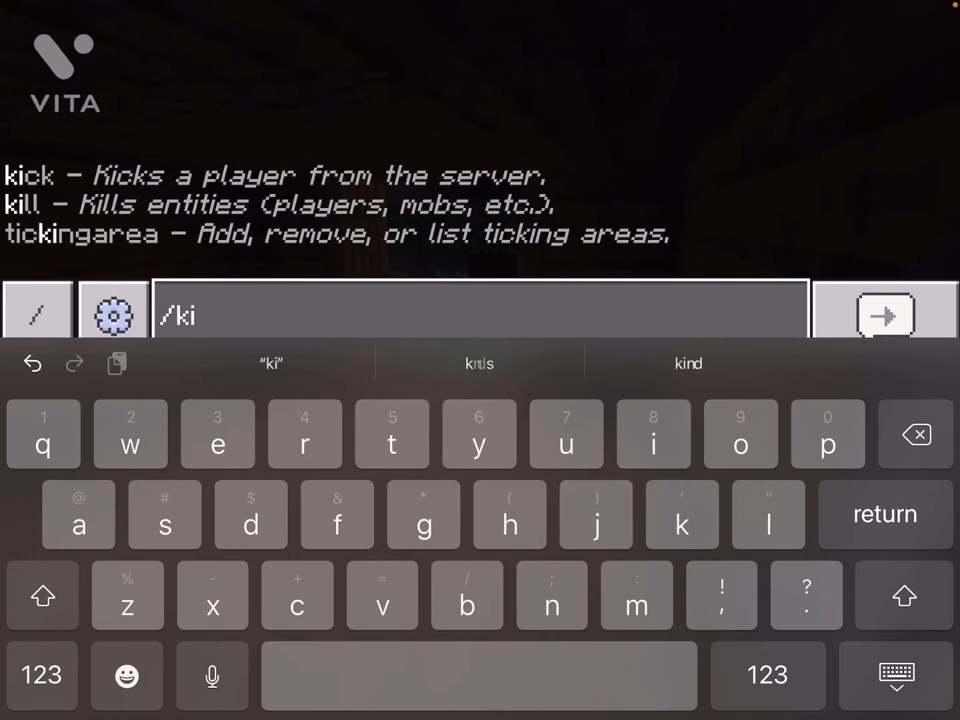 VITA
kick – Kicks a player from the server.
kill – Kills entities (players, mobs, etc.).
tickingarea – Add, remove, or list ticking areas.
/ /ki
“ki” kind
1 2 3 4 5 6 7 8 9 0
q w e r t y u i o p
@ # $ & * ( ) ' "
a s d f g h j k l return
% - + = / ; : ! ?
z x c v b n m , .
123 123